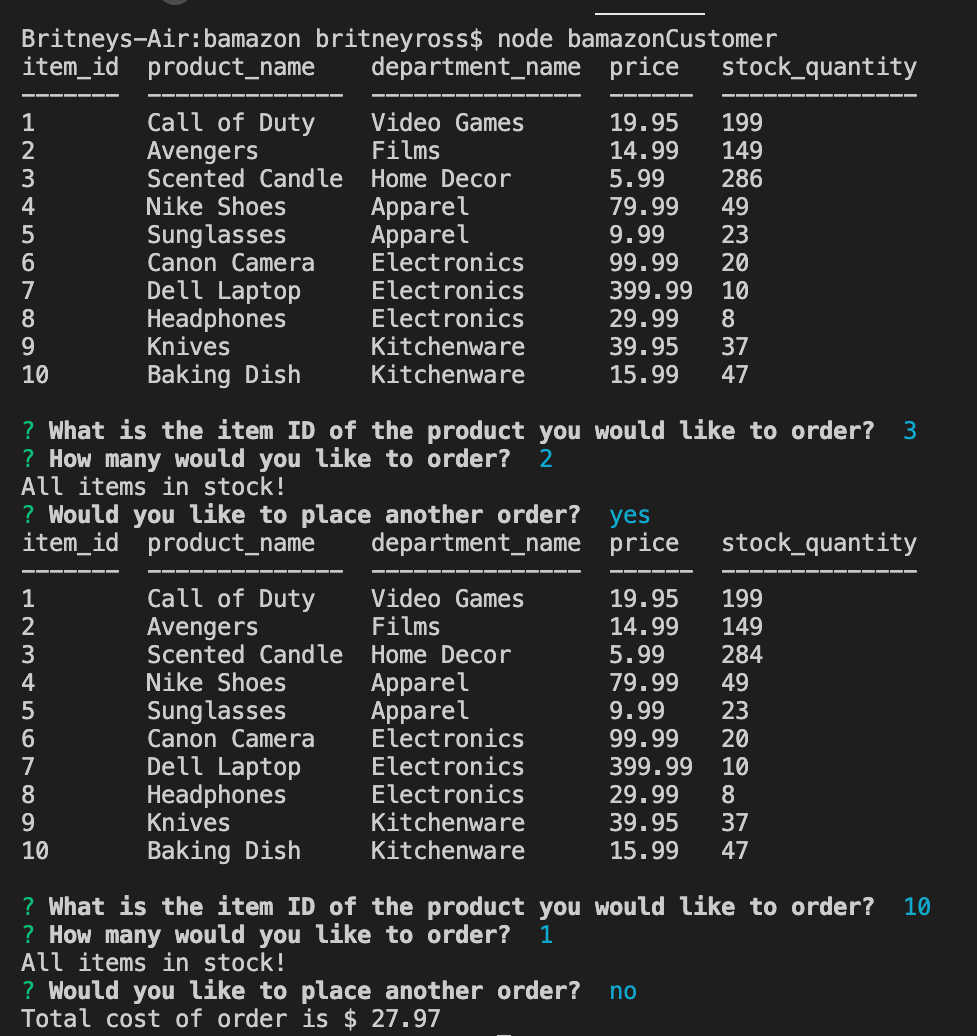 Britneys-Air:bamazon britneyross$ node bamazonCustomer
item_id  product_name    department_name  price   stock_quantity
-------  --------------  ---------------  ------  --------------
1        Call of Duty    Video Games      19.95   199
2        Avengers        Films            14.99   149
3        Scented Candle  Home Decor       5.99    286
4        Nike Shoes      Apparel          79.99   49
5        Sunglasses      Apparel          9.99    23
6        Canon Camera    Electronics      99.99   20
7        Dell Laptop     Electronics      399.99  10
8        Headphones      Electronics      29.99   8
9        Knives          Kitchenware      39.95   37
10       Baking Dish     Kitchenware      15.99   47
? What is the item ID of the product you would like to order?  3
? How many would you like to order?  2
All items in stock!
? Would you like to place another order?  yes
item_id  product_name    department_name  price   stock_quantity
-------  --------------  ---------------  ------  --------------
1        Call of Duty    Video Games      19.95   199
2        Avengers        Films            14.99   149
3        Scented Candle  Home Decor       5.99    284
4        Nike Shoes      Apparel          79.99   49
5        Sunglasses      Apparel          9.99    23
6        Canon Camera    Electronics      99.99   20
7        Dell Laptop     Electronics      399.99  10
8        Headphones      Electronics      29.99   8
9        Knives          Kitchenware      39.95   37
10       Baking Dish     Kitchenware      15.99   47
? What is the item ID of the product you would like to order?  10
? How many would you like to order?  1
All items in stock!
? Would you like to place another order?  no
Total cost of order is $ 27.97